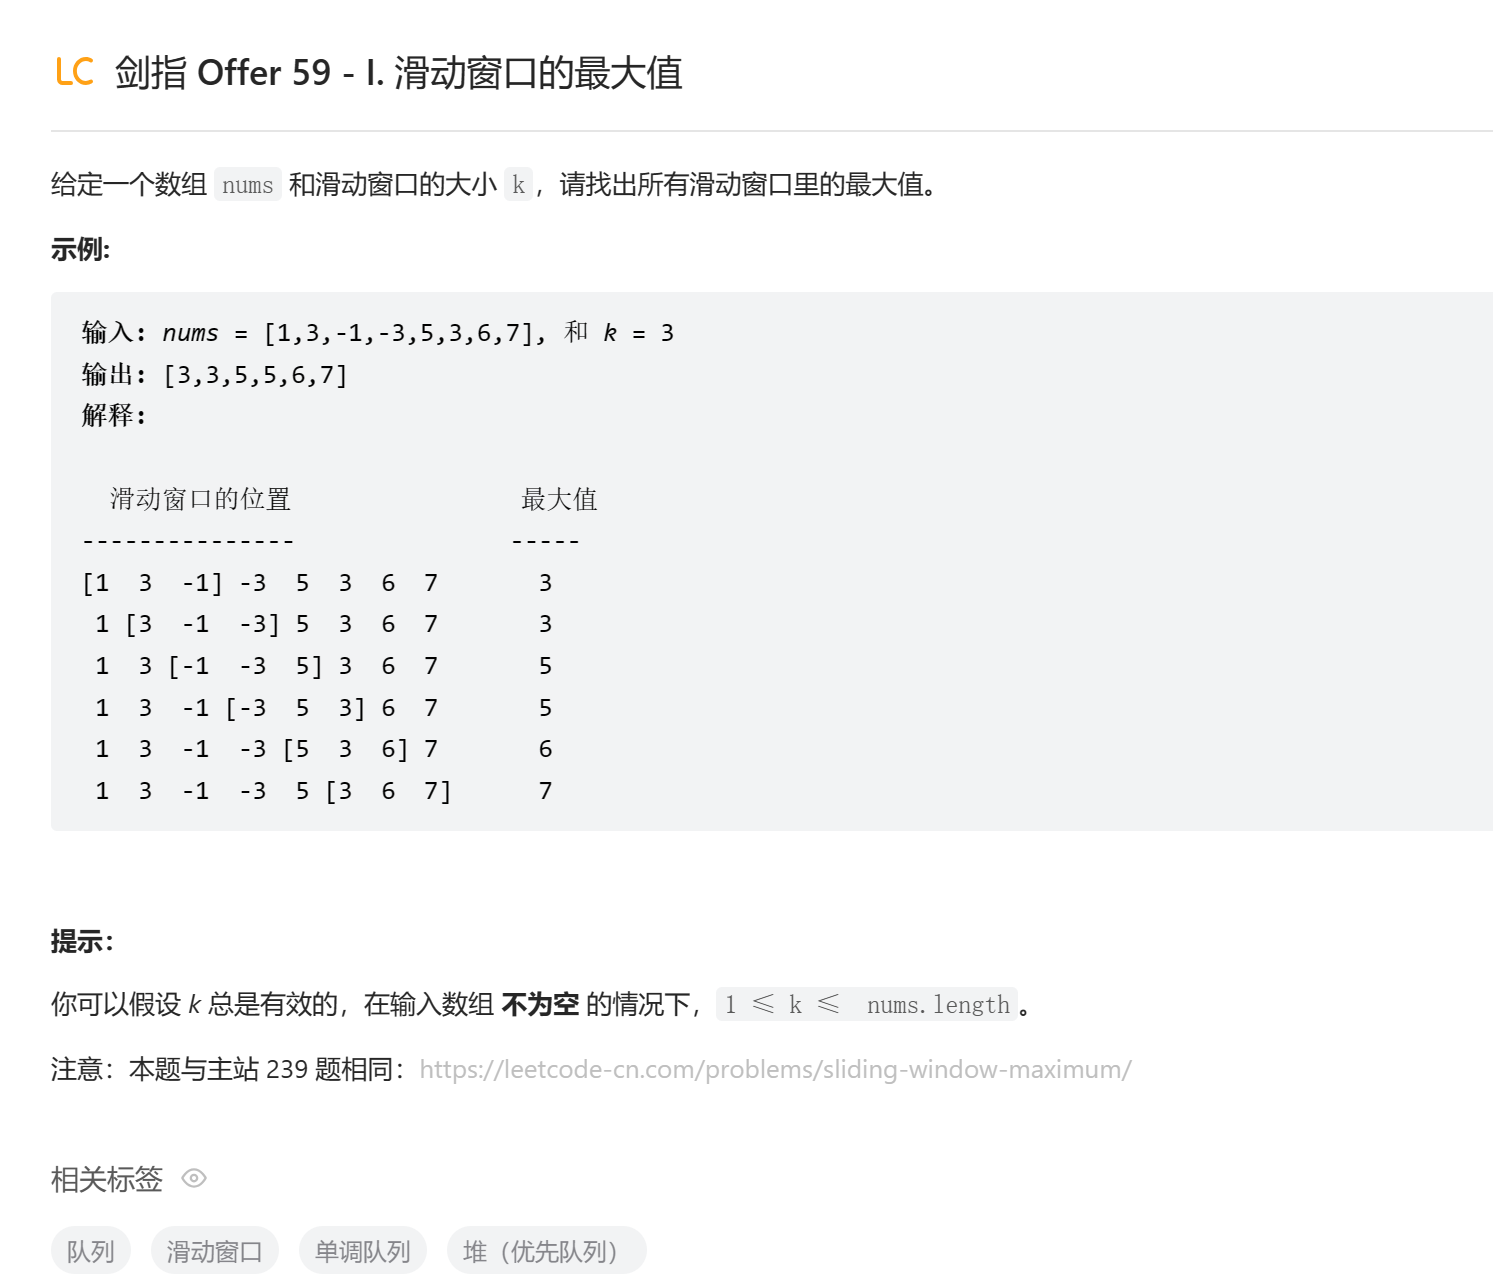 LC 剑指 Offer 59 - I. 滑动窗口的最大值
给定一个数组 nums 和滑动窗口的大小 k，请找出所有滑动窗口里的最大值。
示例:
输入: nums = [1,3,-1,-3,5,3,6,7], 和 k = 3
输出: [3,3,5,5,6,7]
解释:
滑动窗口的位置 最大值
--------------- -----
[1 3 -1] -3 5 3 6 7 3
1 [3 -1 -3] 5 3 6 7 3
1 3 [-1 -3 5] 3 6 7 5
1 3 -1 [-3 5 3] 6 7 5
1 3 -1 -3 [5 3 6] 7 6
1 3 -1 -3 5 [3 6 7] 7
提示：
你可以假设 k 总是有效的，在输入数组 不为空 的情况下，1 ≤ k ≤ nums.length。
注意：本题与主站 239 题相同：https://leetcode-cn.com/problems/sliding-window-maximum/
相关标签
队列 滑动窗口 单调队列 堆（优先队列）